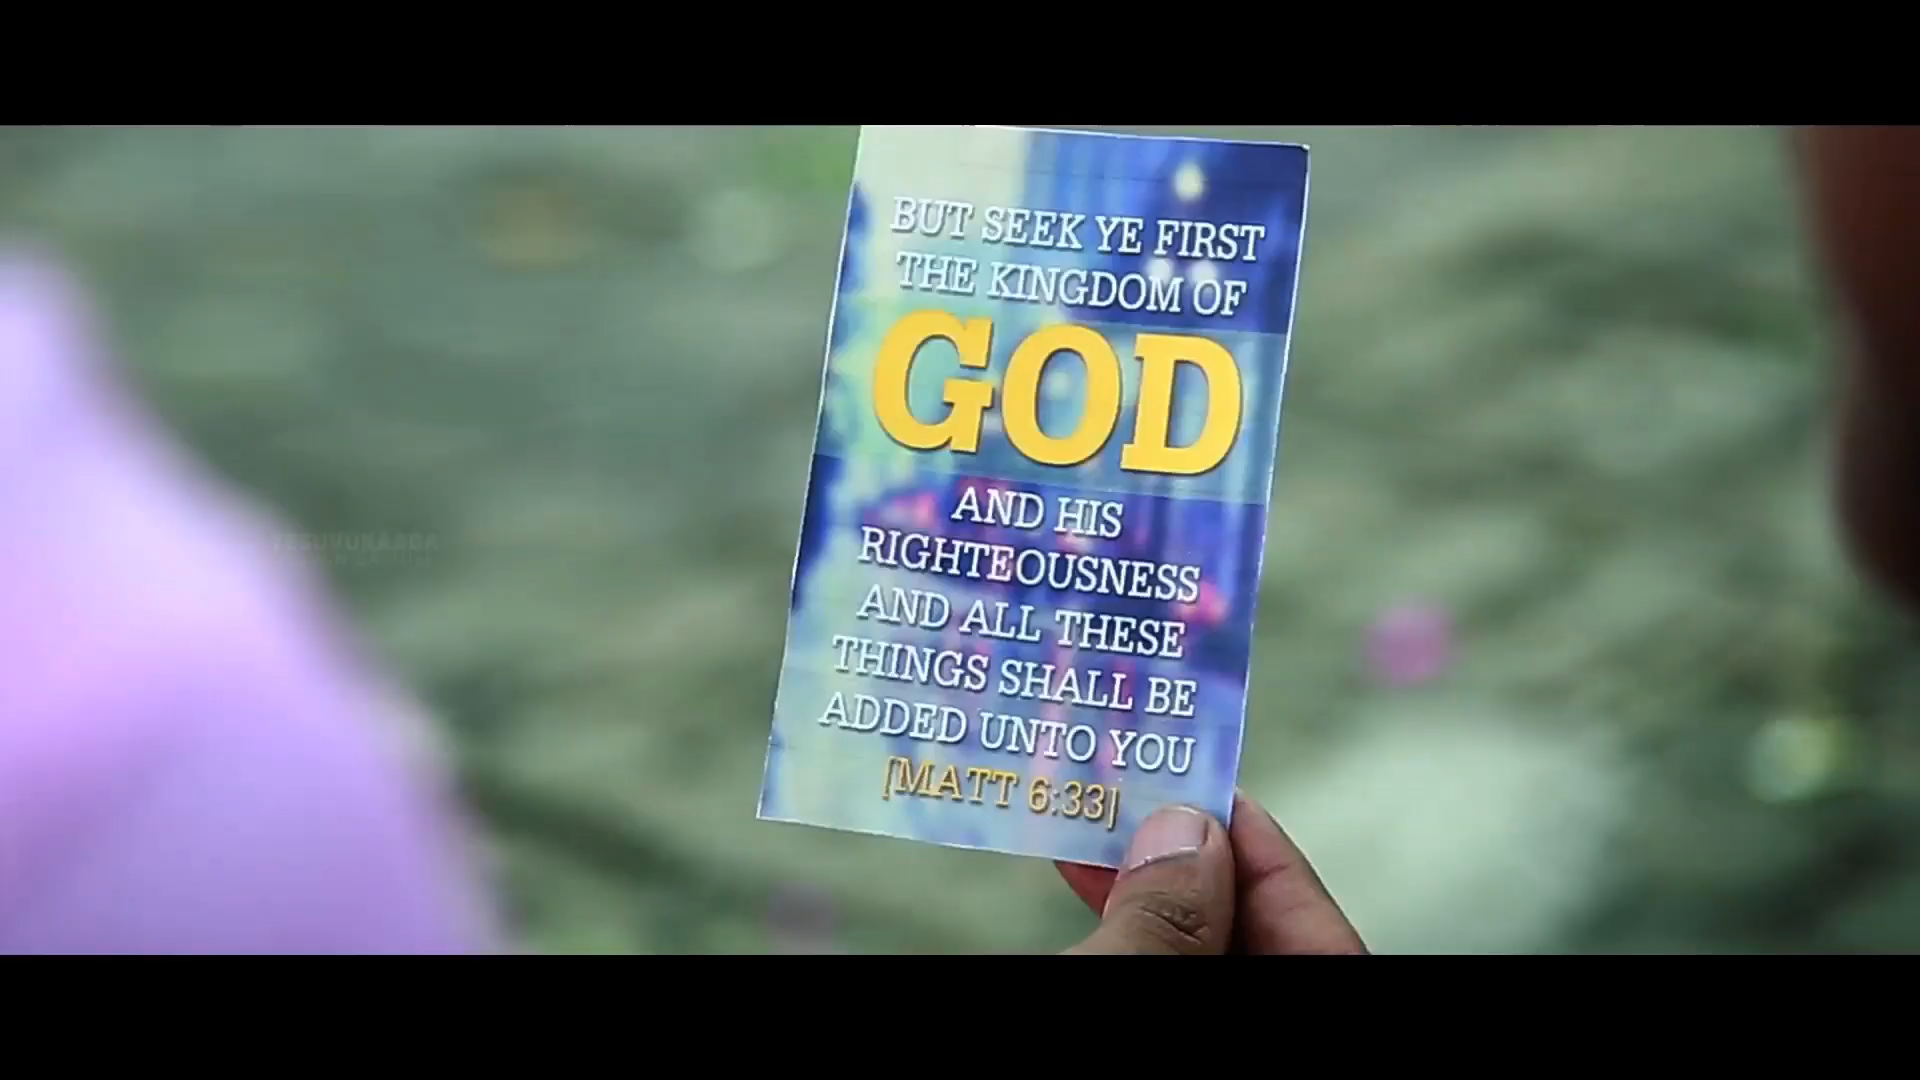 BUT SEEK YE FIRST
THE KINGDOM OF
GOD
AND HIS
RIGHTEOUSNESS
AND ALL THESE
THINGS SHALL BE
ADDED UNTO YOU
[MATT 6:33]
YESUVUKAAGA